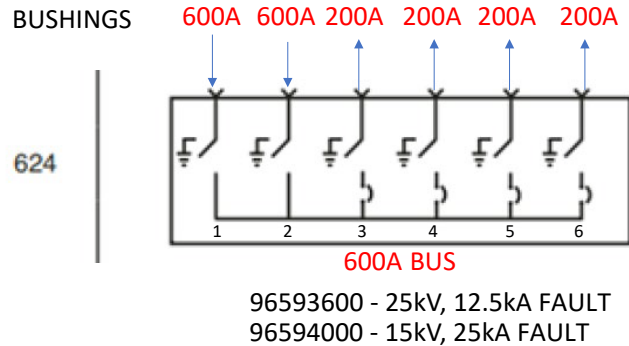 BUSHINGS 600A 600A 200A 200A 200A 200A
624
1 2 3 4 5 6
600A BUS
96593600 - 25kV, 12.5kA FAULT
96594000 - 15kV, 25kA FAULT